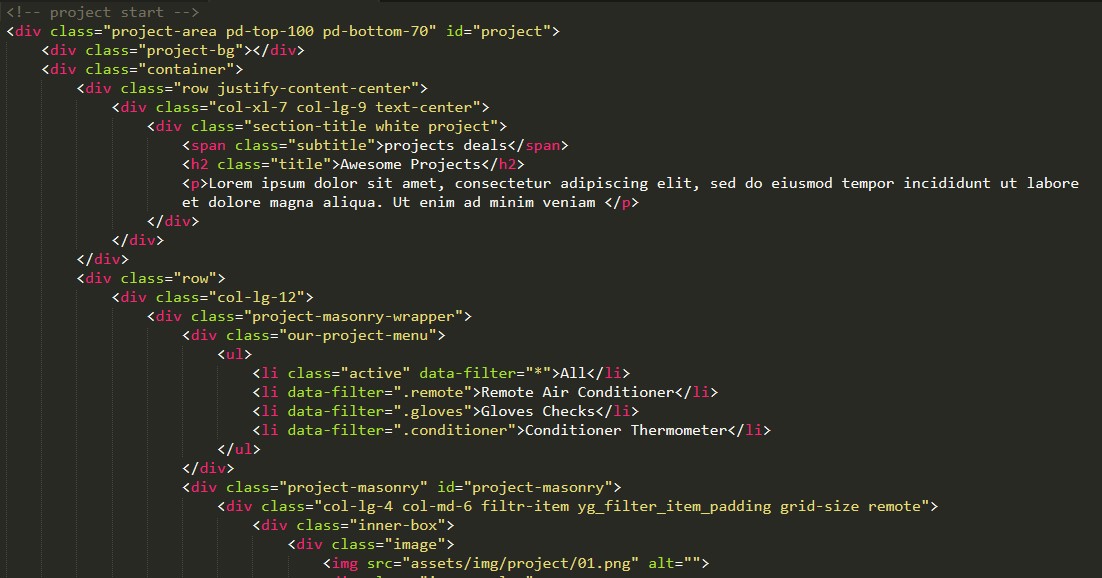 <!-- project start -->
<div class="project-area pd-top-100 pd-bottom-70" id="project">
<div class="project-bg"></div>
<div class="container">
<div class="row justify-content-center">
<div class="col-xl-7 col-lg-9 text-center">
<div class="section-title white project">
<span class="subtitle">projects deals</span>
<h2 class="title">Awesome Projects</h2>
<p>Lorem ipsum dolor sit amet, consectetur adipiscing elit, sed do eiusmod tempor incididunt ut labore
et dolore magna aliqua. Ut enim ad minim veniam </p>
</div>
</div>
</div>
<div class="row">
<div class="col-lg-12">
<div class="project-masonry-wrapper">
<div class="our-project-menu">
<ul>
<li class="active" data-filter="*">All</li>
<li data-filter=".remote">Remote Air Conditioner</li>
<li data-filter=".gloves">Gloves Checks</li>
<li data-filter=".conditioner">Conditioner Thermometer</li>
</ul>
</div>
<div class="project-masonry" id="project-masonry">
<div class="col-lg-4 col-md-6 filtr-item yg_filter_item_padding grid-size remote">
<div class="inner-box">
<div class="image">
<img src="assets/img/project/01.png" alt="">